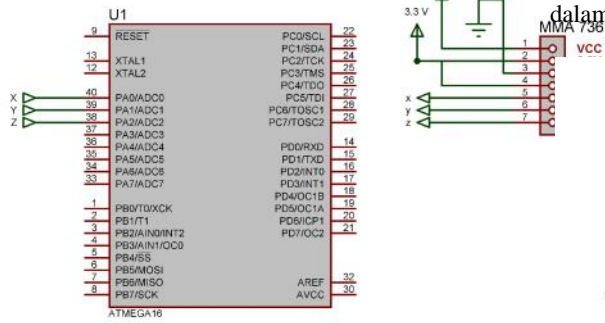 U1
9 RESET
13 XTAL1
12 XTAL2
X 40 PA0/ADC0
Y 39 PA1/ADC1
Z 38 PA2/ADC2
37 PA3/ADC3
36 PA4/ADC4
35 PA5/ADC5
34 PA6/ADC6
33 PA7/ADC7
1 PB0/T0/XCK
2 PB1/T1
3 PB2/AIN0/INT2
4 PB3/AIN1/OC0
5 PB4/SS
6 PB5/MOSI
7 PB6/MISO
8 PB7/SCK
PC0/SCL 22
PC1/SDA 23
PC2/TCK 24
PC3/TMS 25
PC4/TDO 26
PC5/TDI 27
PC6/TOSC1 28
PC7/TOSC2 29
PD0/RXD 14
PD1/TXD 15
PD2/INT0 16
PD3/INT1 17
PD4/OC1B 18
PD5/OC1A 19
PD6/ICP1 20
PD7/OC2 21
AREF 32
AVCC 30
ATMEGA16
3.3 V
dalam
MMA 736
1 VCC
2
3
4
x 5
y 6
z 7